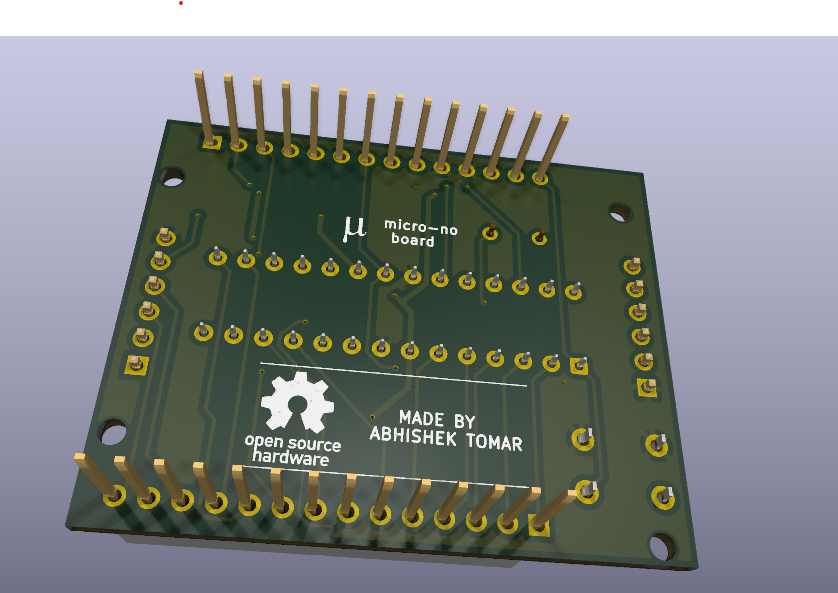 μ micro-no
board
MADE BY
ABHISHEK TOMAR
open source
hardware